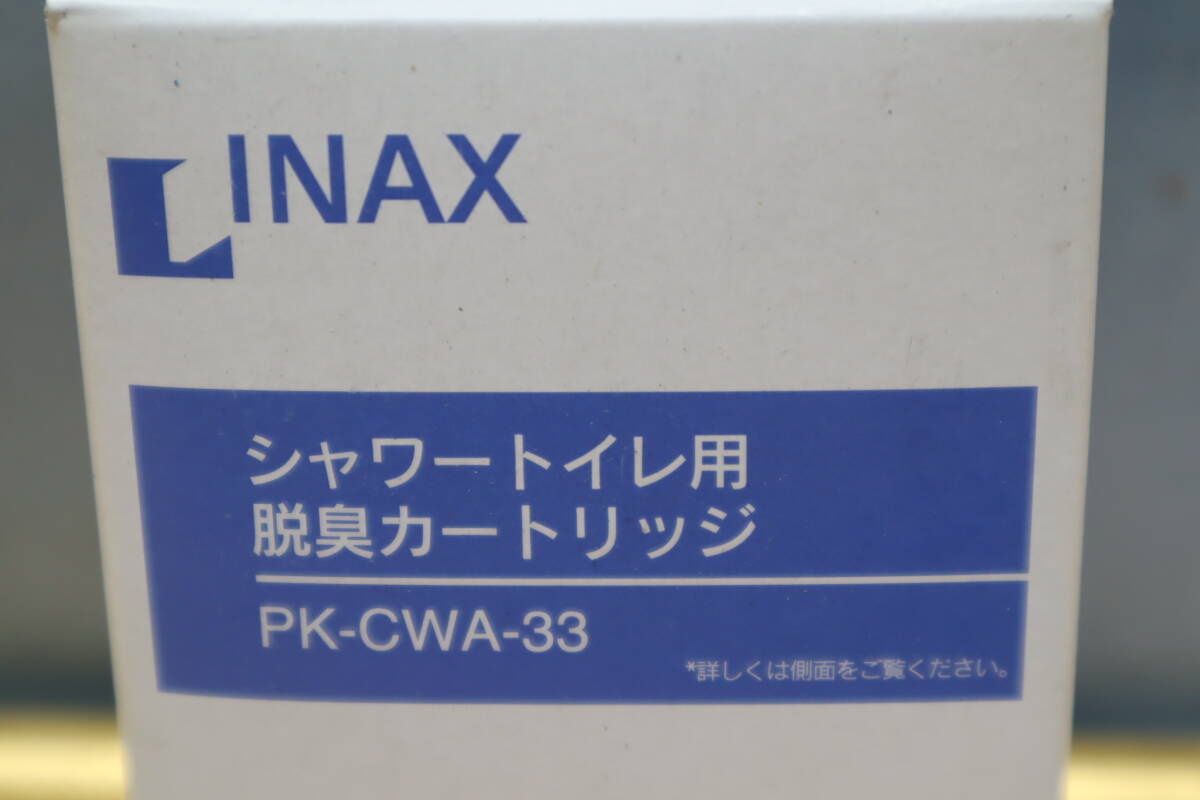 INAX
シャワートイレ用
脱臭カートリッジ
PK-CWA-33
*詳しくは側面をご覧ください。